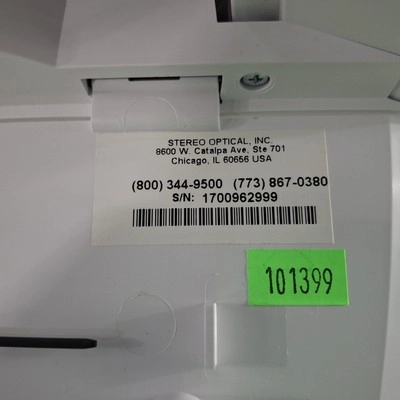 STEREO OPTICAL, INC.
8600 W. Catalpa Ave, Ste 701
Chicago, IL 60656 USA
(800) 344-9500 (773) 867-0380
S/N: 1700962999
101399